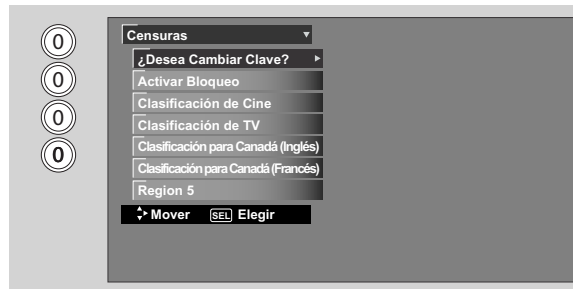 0
0
0
0
Censuras
¿Desea Cambiar Clave?
Activar Bloqueo
Clasificación de Cine
Clasificación de TV
Clasificación para Canadá (Inglés)
Clasificación para Canadá (Francés)
Region 5
Mover SEL Elegir